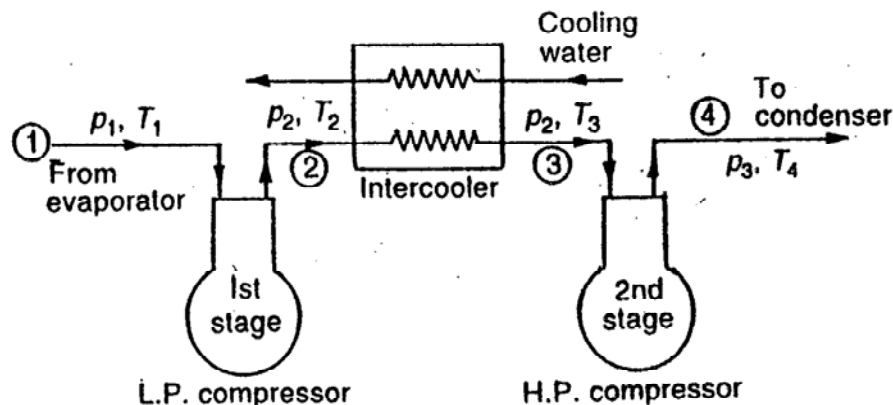 Cooling
water
To
condenser
① p₁, T₁
p₂, T₂
p₂, T₃
④
②
③
p₃, T₄
From
evaporator
Intercooler
Ist
stage
2nd
stage
L.P. compressor
H.P. compressor